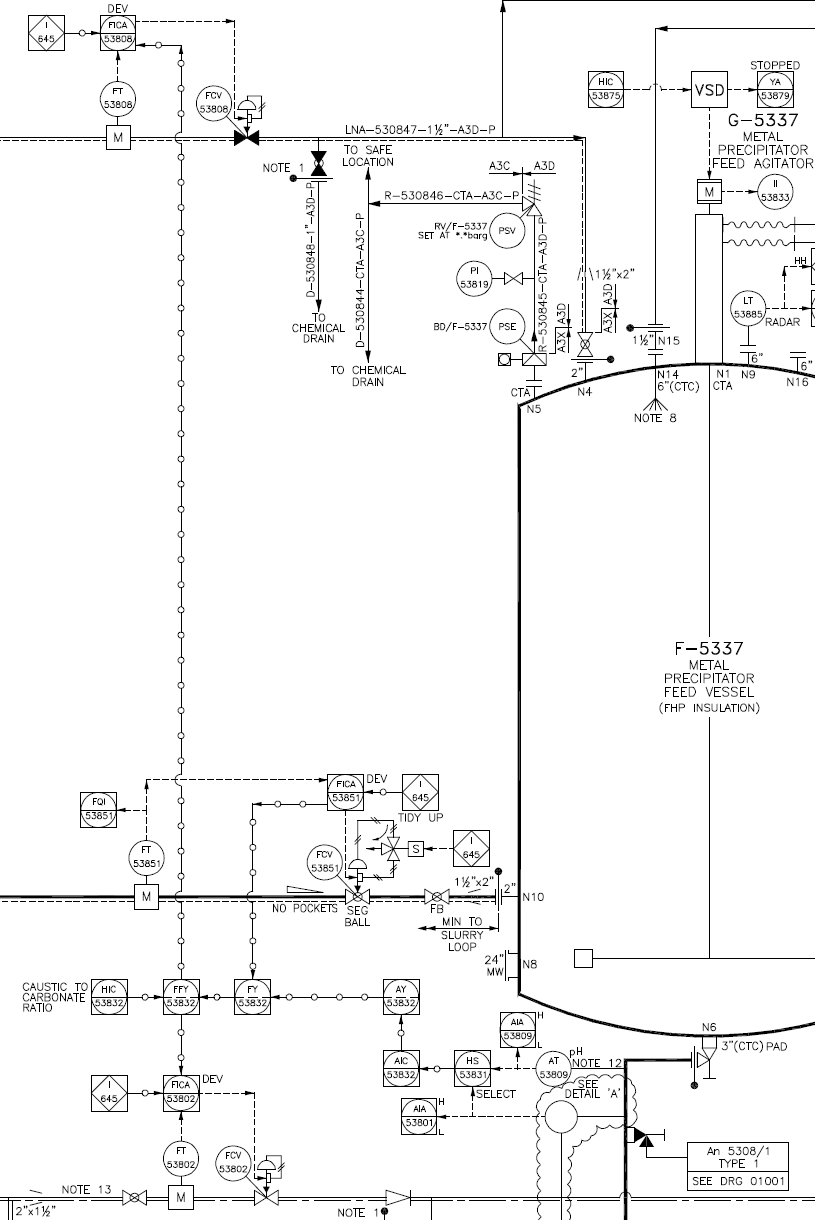 DEV
I
645
FICA
53808
FT
53808
FCV
53808
M
LNA-530847-1½"-A3D-P
NOTE 1
TO SAFE
LOCATION
D-530848-1"-A3D-P
TO
CHEMICAL
DRAIN
D-530844-CTA-A3C-P
TO CHEMICAL
DRAIN
R-530846-CTA-A3C-P
A3C
A3D
RV/F-5337
SET AT *.*barg
PSV
PI
53819
BD/F-5337
PSE
R-530845-CTA-A3D-P
CTA
N5
A3X
A3D
1½"x2"
A3X
A3D
2"
N4
HIC
53875
VSD
STOPPED
YA
53879
G-5337
METAL
PRECIPITATOR
FEED AGITATOR
M
II
53833
HH
LT
53885
RADAR
1½"
N15
N14
6"(CTC)
NOTE 8
N1
CTA
6"
N9
6"
N16
F-5337
METAL
PRECIPITATOR
FEED VESSEL
(FHP INSULATION)
FQI
53851
FT
53851
M
FICA
53851
DEV
I
645
TIDY UP
FCV
53851
S
I
645
NO POCKETS
SEG
BALL
FB
1½"x2"
2"
N10
MIN TO
SLURRY
LOOP
24"
MW
N8
CAUSTIC TO
CARBONATE
RATIO
HIC
53832
FFY
53832
FY
53832
AY
53832
AIC
53832
HS
53831
SELECT
AIA
53809
H
L
AT
53809
pH
NOTE 12
SEE
DETAIL 'A'
AIA
53801
H
L
N6
3"(CTC) PAD
I
645
FICA
53802
DEV
FT
53802
FCV
53802
An 5308/1
TYPE 1
SEE DRG 01001
NOTE 13
2"x1½"
M
NOTE 1